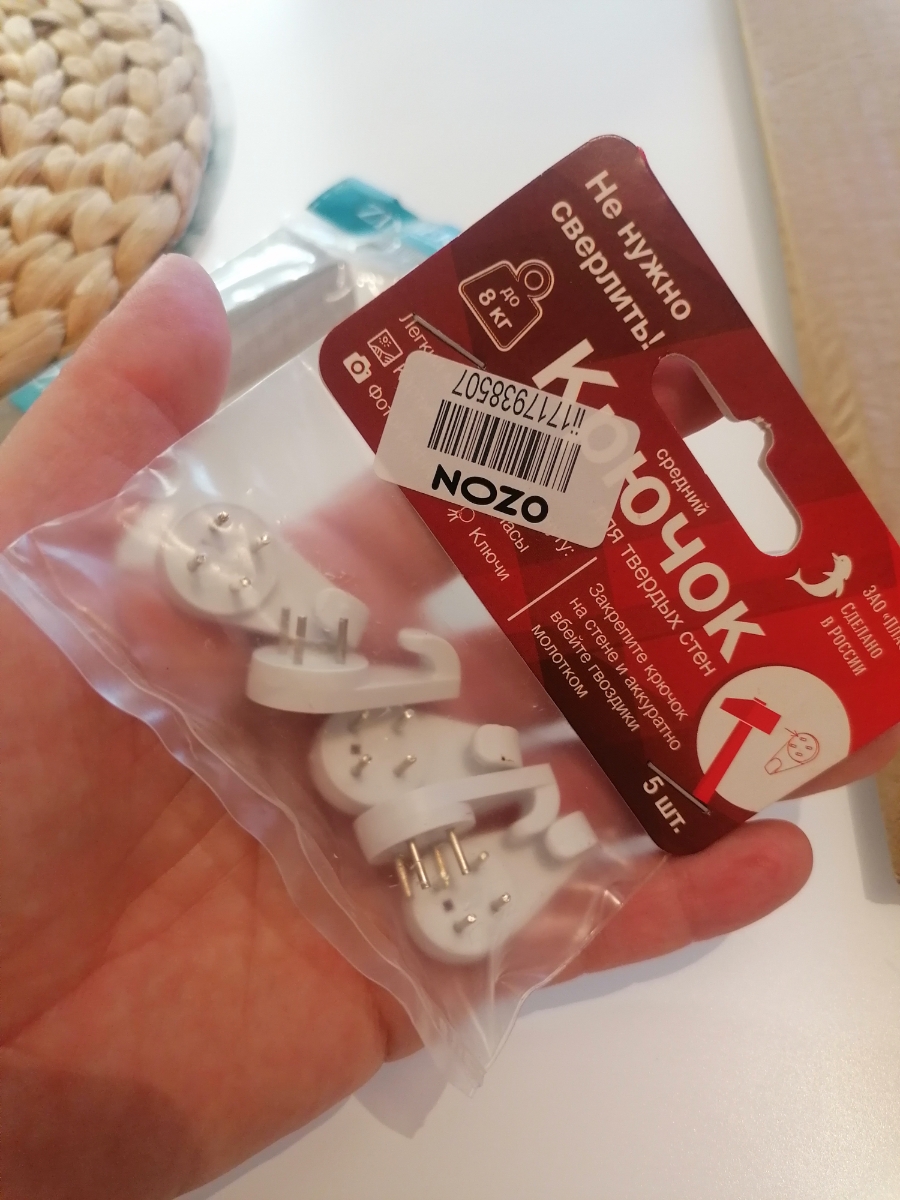 Не нужно
сверлить!
до
8 кг
Крючок
средний
для твердых стен
Ключи
Закрепите крючок
на стене и аккуратно
вбейте гвоздики
молотком
5 шт.
СДЕЛАНО
В РОССИИ
ЗАО
ii1717938507
OZON